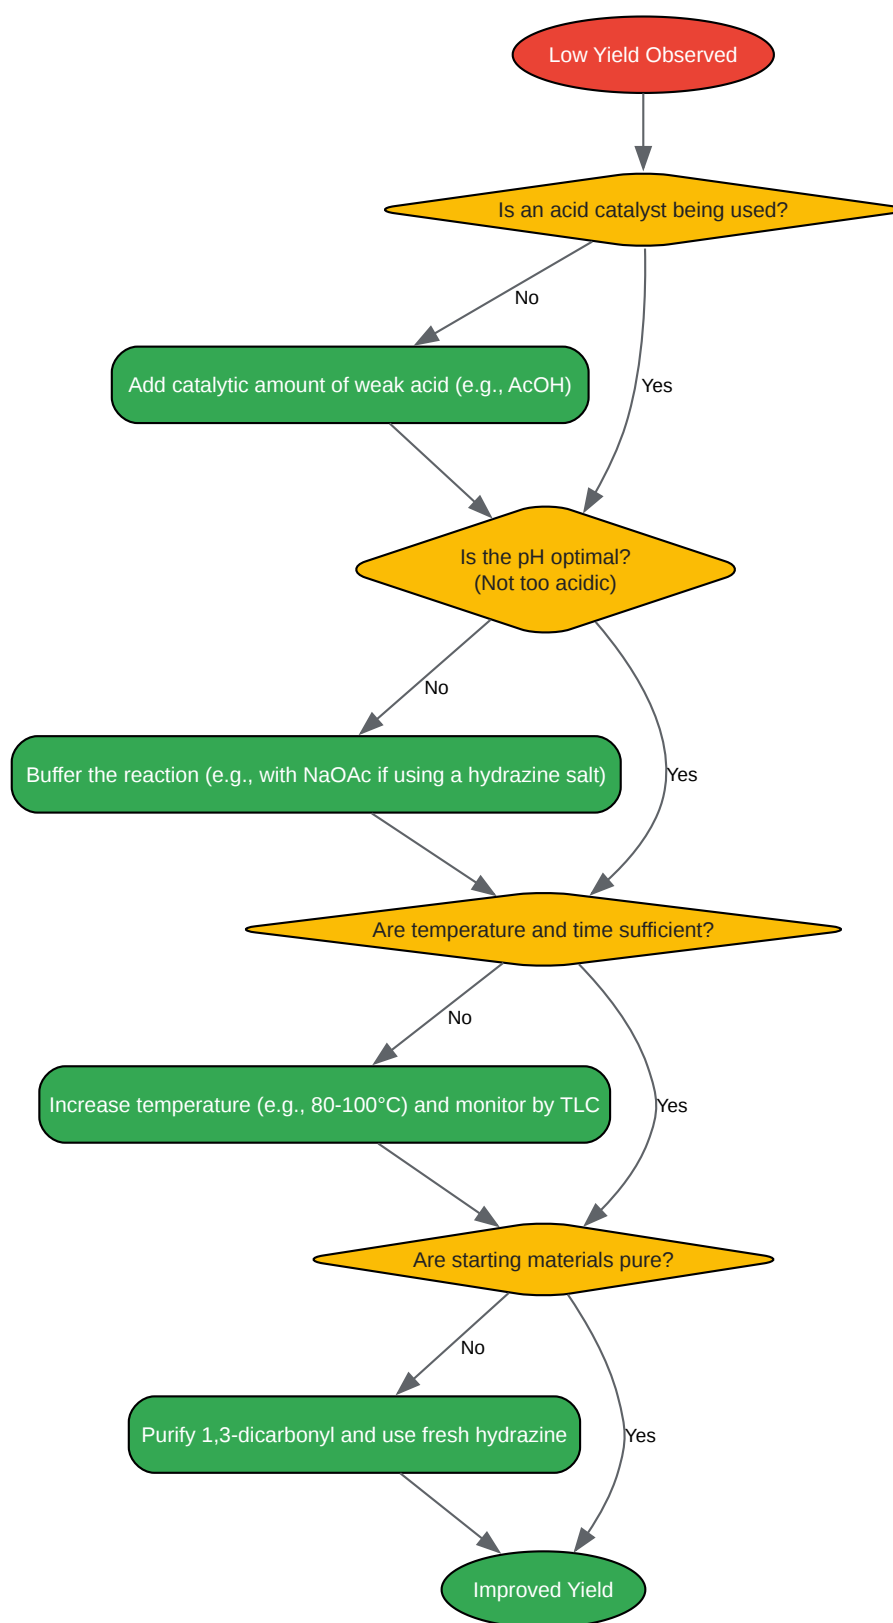 Low Yield Observed
Is an acid catalyst being used?
No
Add catalytic amount of weak acid (e.g., AcOH)
Yes
Is the pH optimal?
(Not too acidic)
No
Buffer the reaction (e.g., with NaOAc if using a hydrazine salt)
Yes
Are temperature and time sufficient?
No
Increase temperature (e.g., 80-100°C) and monitor by TLC
Yes
Are starting materials pure?
No
Purify 1,3-dicarbonyl and use fresh hydrazine
Yes
Improved Yield